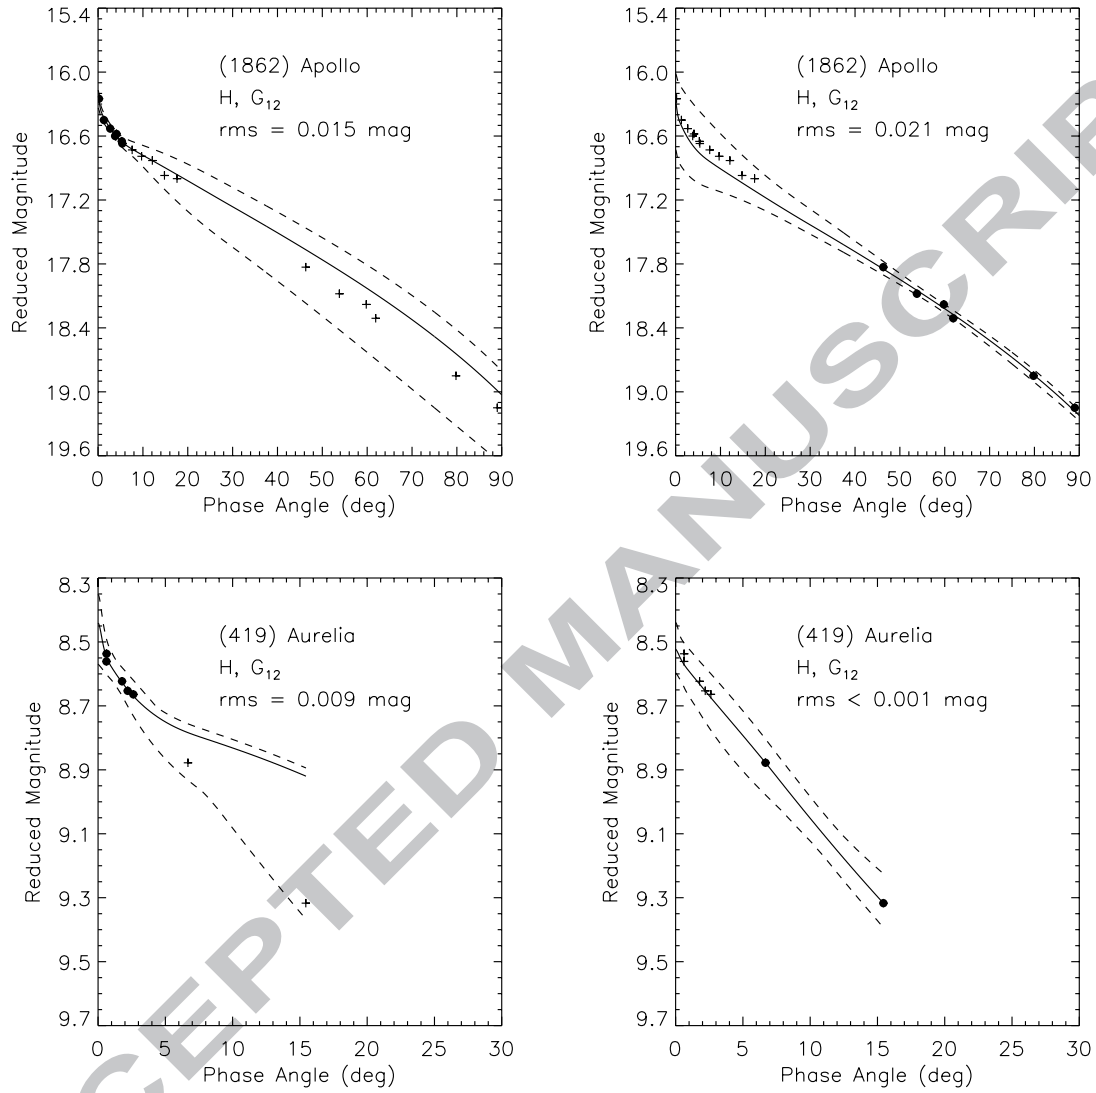 15.4
16.0
16.6
17.2
17.8
18.4
19.0
19.6
Reduced Magnitude
(1862) Apollo
H, G12
rms = 0.015 mag
0 10 20 30 40 50 60 70 80 90
Phase Angle (deg)
15.4
16.0
16.6
17.2
17.8
18.4
19.0
19.6
Reduced Magnitude
(1862) Apollo
H, G12
rms = 0.021 mag
0 10 20 30 40 50 60 70 80 90
Phase Angle (deg)
8.3
8.5
8.7
8.9
9.1
9.3
9.5
9.7
Reduced Magnitude
(419) Aurelia
H, G12
rms = 0.009 mag
0 5 10 15 20 25 30
Phase Angle (deg)
8.3
8.5
8.7
8.9
9.1
9.3
9.5
9.7
Reduced Magnitude
(419) Aurelia
H, G12
rms < 0.001 mag
0 5 10 15 20 25 30
Phase Angle (deg)
CEPTED MANUSCRIP